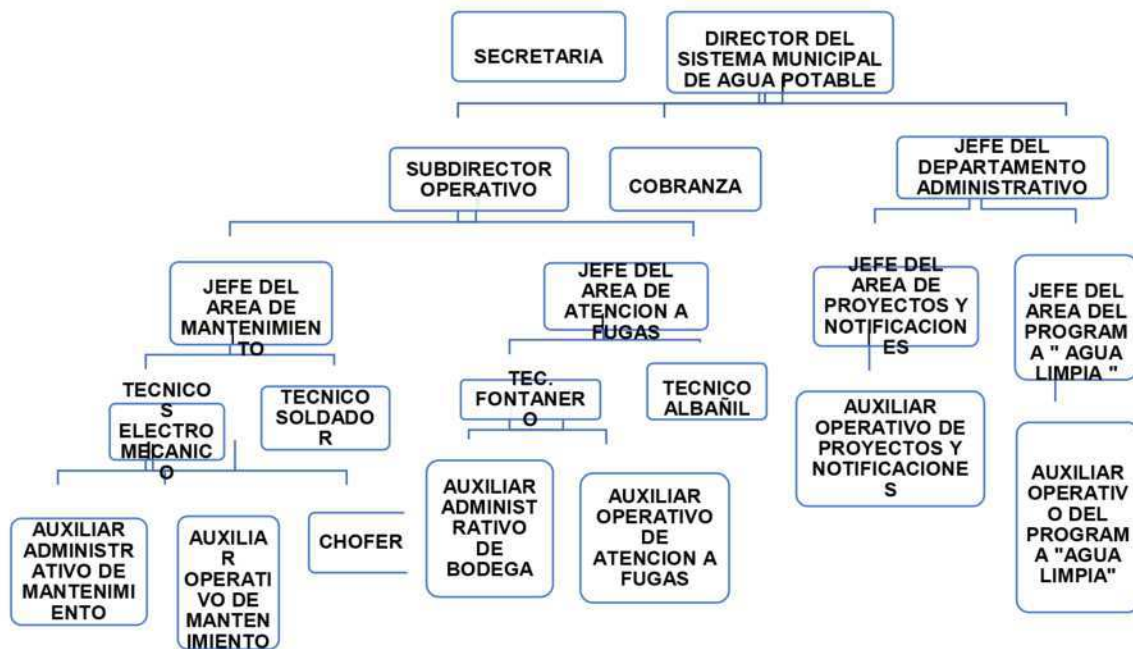 SECRETARIA
DIRECTOR DEL
SISTEMA MUNICIPAL
DE AGUA POTABLE
SUBDIRECTOR
OPERATIVO
COBRANZA
JEFE DEL
DEPARTAMENTO
ADMINISTRATIVO
JEFE DEL
AREA DE
MANTENIMIEN
TO
JEFE DEL
AREA DE
ATENCION A
FUGAS
JEFE DEL
AREA DE
PROYECTOS Y
NOTIFICACION
ES
JEFE DEL
AREA DEL
PROGRAM
A " AGUA
LIMPIA "
TECNICO
S
ELECTRO
MECANIC
O
TECNICO
SOLDADO
R
TEC.
FONTANER
O
TECNICO
ALBAÑIL
AUXILIAR
OPERATIVO DE
PROYECTOS Y
NOTIFICACIONE
S
AUXILIAR
OPERATIV
O DEL
PROGRAM
A "AGUA
LIMPIA"
AUXILIAR
ADMINISTR
ATIVO DE
MANTENIMI
ENTO
AUXILIA
R
OPERATI
VO DE
MANTEN
IMIENTO
CHOFER
AUXILIAR
ADMINIST
RATIVO
DE
BODEGA
AUXILIAR
OPERATIVO
DE
ATENCION A
FUGAS